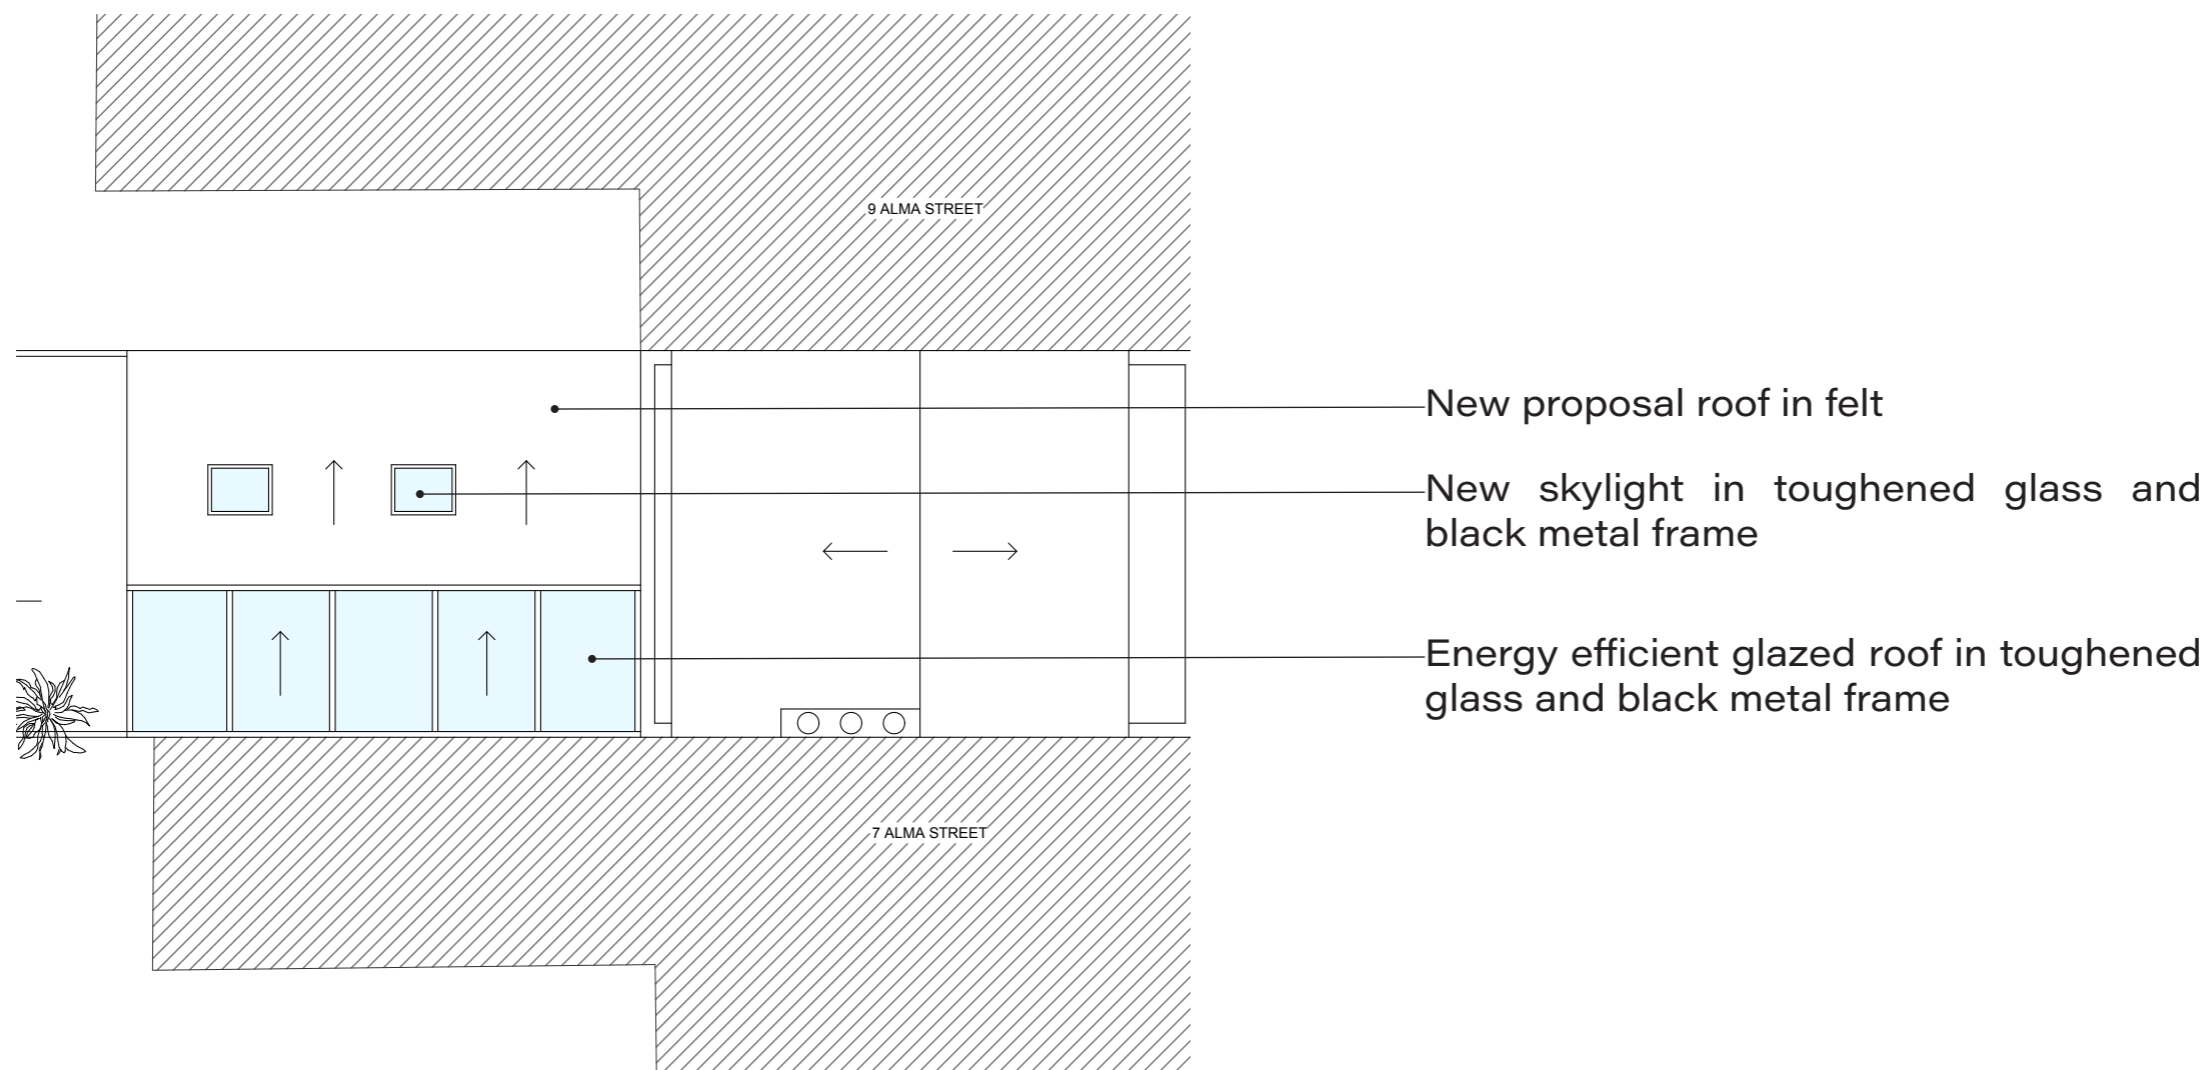 9 ALMA STREET
New proposal roof in felt
New skylight in toughened glass and
black metal frame
Energy efficient glazed roof in toughened
glass and black metal frame
7 ALMA STREET